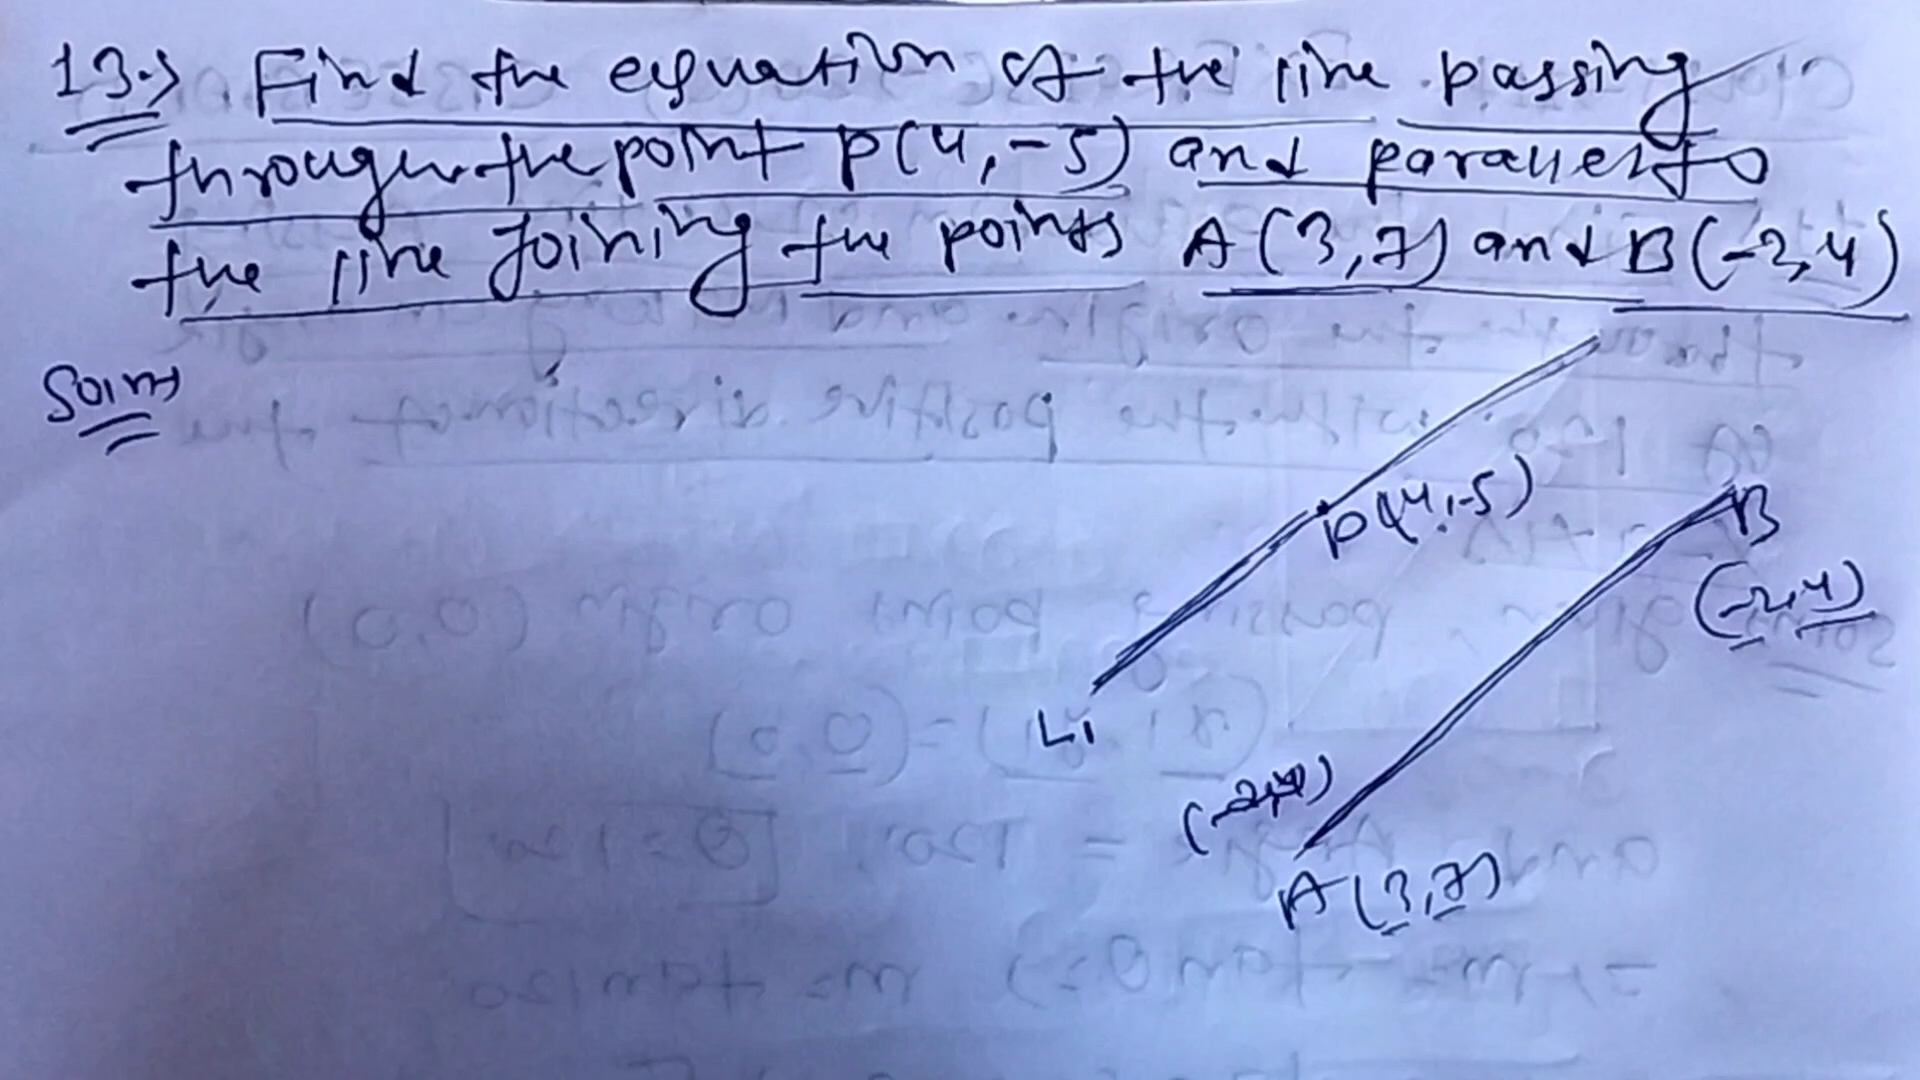 13.> Find the equation of the line passing
through the point P(4,-5) and parallel to
the line joining the points A(3,7) and B(-2,4)
Soln
P(4,-5)
B
(-2,4)
L1
A(3,7)